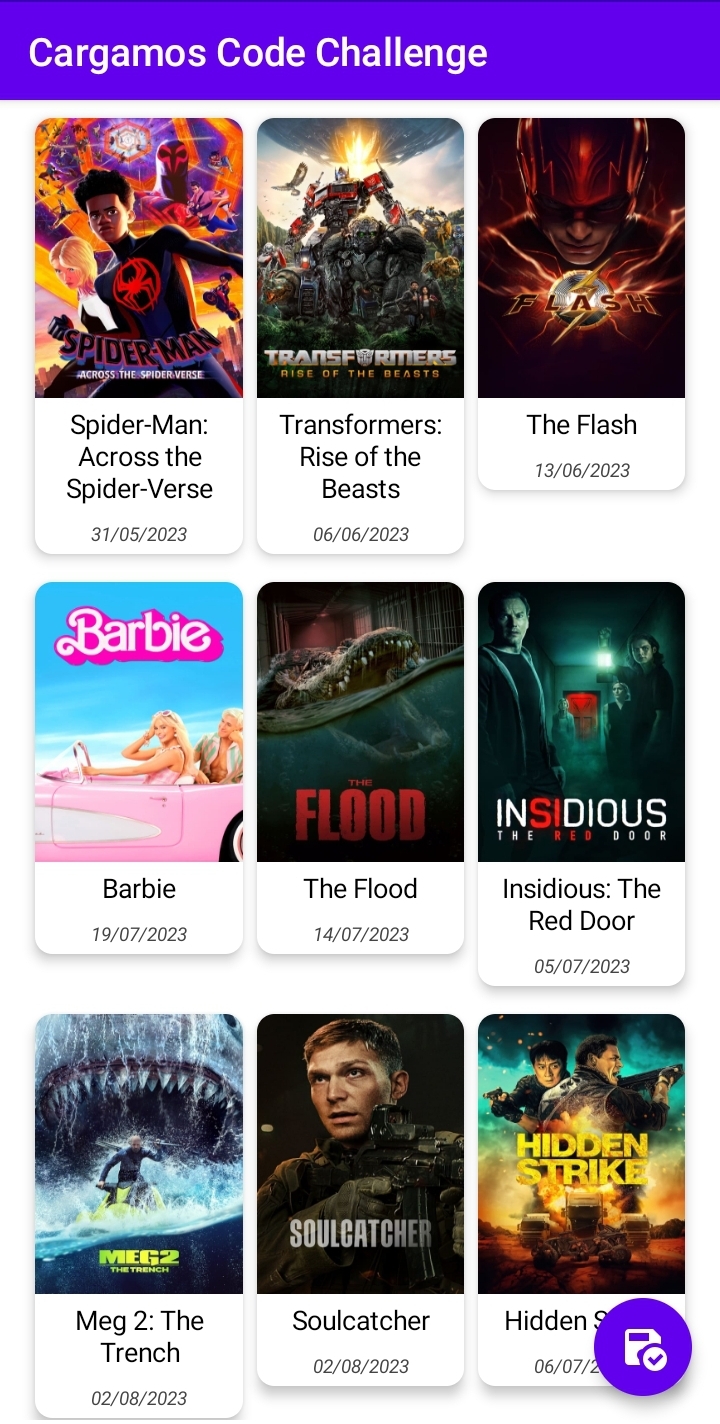 Cargamos Code Challenge
SPIDER-MAN
ACROSS THE SPIDER-VERSE
Spider-Man:
Across the
Spider-Verse
31/05/2023
TRANSFORMERS
RISE OF THE BEASTS
Transformers:
Rise of the
Beasts
06/06/2023
FLASH
The Flash
13/06/2023
Barbie
Barbie
19/07/2023
THE
FLOOD
The Flood
14/07/2023
INSIDIOUS
THE RED DOOR
Insidious: The
Red Door
05/07/2023
MEG2
THE TRENCH
Meg 2: The
Trench
02/08/2023
SOULCATCHER
Soulcatcher
02/08/2023
HIDDEN
STRIKE
Hidden S
06/07/2